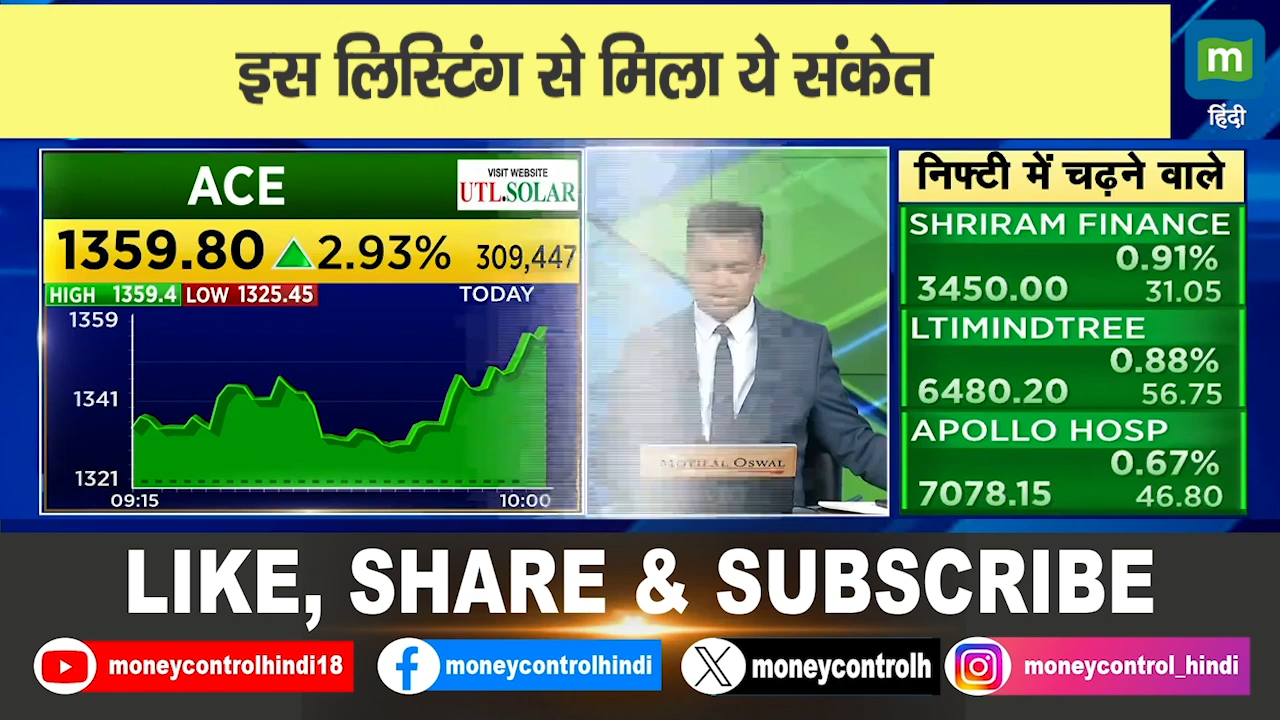 इस लिस्टिंग से मिला ये संकेत
m
हिंदी
ACE
VISIT WEBSITE
UTL.SOLAR
1359.80 2.93% 309,447
HIGH 1359.4 LOW 1325.45 TODAY
1359
1341
1321
09:15 10:00
MOTILAL OSWAL
निफ्टी में चढ़ने वाले
SHRIRAM FINANCE
0.91%
3450.00 31.05
LTIMINDTREE
0.88%
6480.20 56.75
APOLLO HOSP
0.67%
7078.15 46.80
LIKE, SHARE & SUBSCRIBE
moneycontrolhindi18 moneycontrolhindi moneycontrolh moneycontrol_hindi